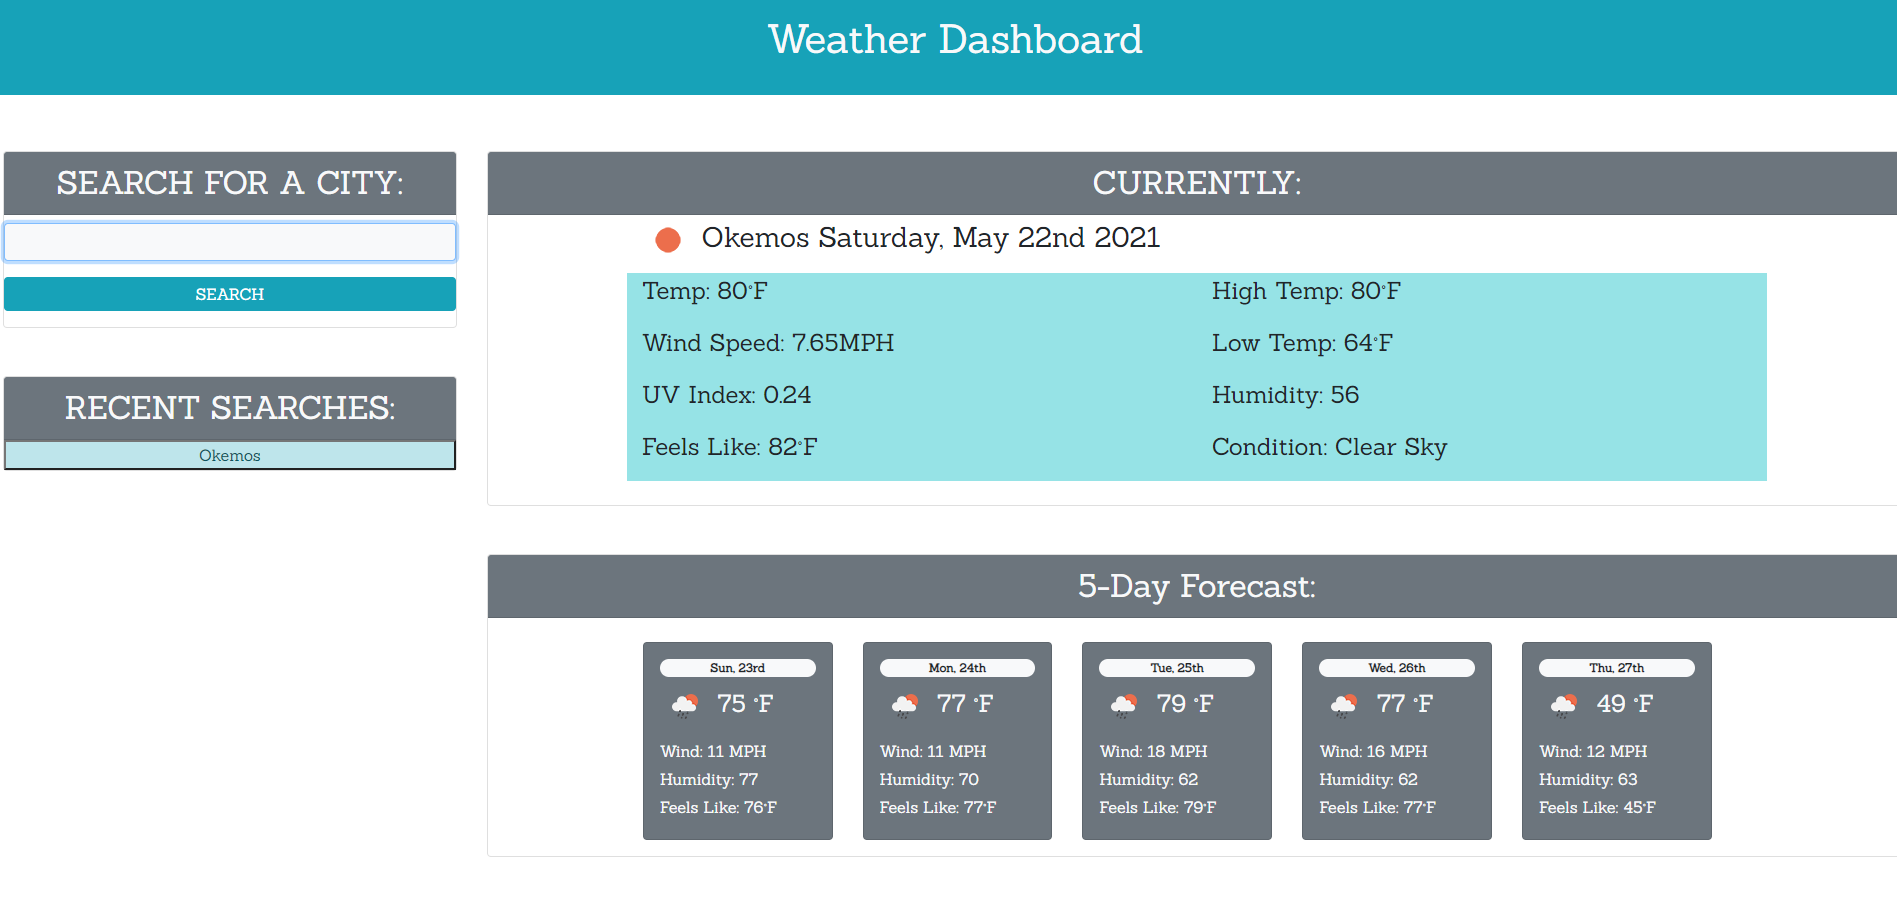 Weather Dashboard
SEARCH FOR A CITY:
SEARCH
RECENT SEARCHES:
Okemos
CURRENTLY:
Okemos Saturday, May 22nd 2021
Temp: 80°F
High Temp: 80°F
Wind Speed: 7.65MPH
Low Temp: 64°F
UV Index: 0.24
Humidity: 56
Feels Like: 82°F
Condition: Clear Sky
5-Day Forecast:
Sun, 23rd
75 °F
Wind: 11 MPH
Humidity: 77
Feels Like: 76°F
Mon, 24th
77 °F
Wind: 11 MPH
Humidity: 70
Feels Like: 77°F
Tue, 25th
79 °F
Wind: 18 MPH
Humidity: 62
Feels Like: 79°F
Wed, 26th
77 °F
Wind: 16 MPH
Humidity: 62
Feels Like: 77°F
Thu, 27th
49 °F
Wind: 12 MPH
Humidity: 63
Feels Like: 45°F